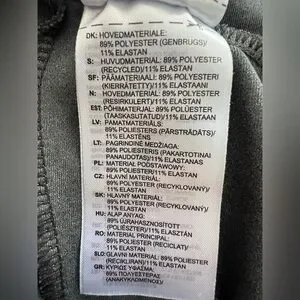 DK: HOVEDMATERIALE:
89% POLYESTER (GENBRUGS)/
11% ELASTAN
S: HUVUDMATERIAL: 89% POLYESTER
(RECYCLED)/11% ELASTAN
SF: PÄÄMATERIAALI: 89% POLYESTERI
(KIERRÄTETTY)/11% ELASTAANI
N: HOVEDMATERIAL: 89% POLYESTER
(RESIRKULERT)/11% ELASTAN
EST: PÕHIMATERJAL: 89% POLÜESTER
(TAASKASUTATUD)/11% ELASTAAN
LV: PAMATMATERIĀLS:
89% POLIESTERS (PĀRSTRĀDĀTS)/
11% ELASTĀNS
LT: PAGRINDINĖ MEDŽIAGA:
89% POLIESTERIS (PAKARTOTINAI
PANAUDOTAS)/11% ELASTANAS
PL: MATERIAŁ PODSTAWOWY:
89% POLIESTER/11% ELASTAN
CZ: HLAVNÍ MATERIÁL:
89% POLYESTER (RECYKLOVANÝ)/
11% ELASTAN
SK: HLAVNÝ MATERIÁL:
89% POLYESTER (RECYKLOVANÝ)/
11% ELASTAN
HU: ALAP ANYAG:
89% ÚJRAHASZNOSÍTOTT
(POLIÉSZTER)/11% ELASZTÁN
RO: MATERIAL PRINCIPAL:
89% POLIESTER (RECICLAT)/
11% ELASTAN
SLO: GLAVNI MATERIAL: 89% POLIESTER
(RECIKLIRAN)/11% ELASTAN
GR: ΚΥΡΙΩΣ ΥΦΑΣΜΑ:
89% ΠΟΛΥΕΣΤΕΡΑΣ
(ΑΝΑΚΥΚΛΩΜΕΝΟΣ)/